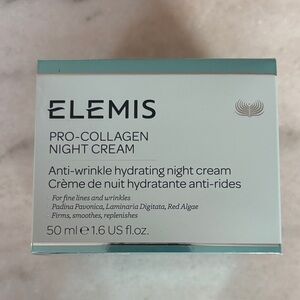 ELEMIS
PRO-COLLAGEN
NIGHT CREAM
Anti-wrinkle hydrating night cream
Crème de nuit hydratante anti-rides
For fine lines and wrinkles
Padina Pavonica, Laminaria Digitata, Red Algae
Firms, smoothes, replenishes
50 ml ℮ 1.6 US fl.oz.